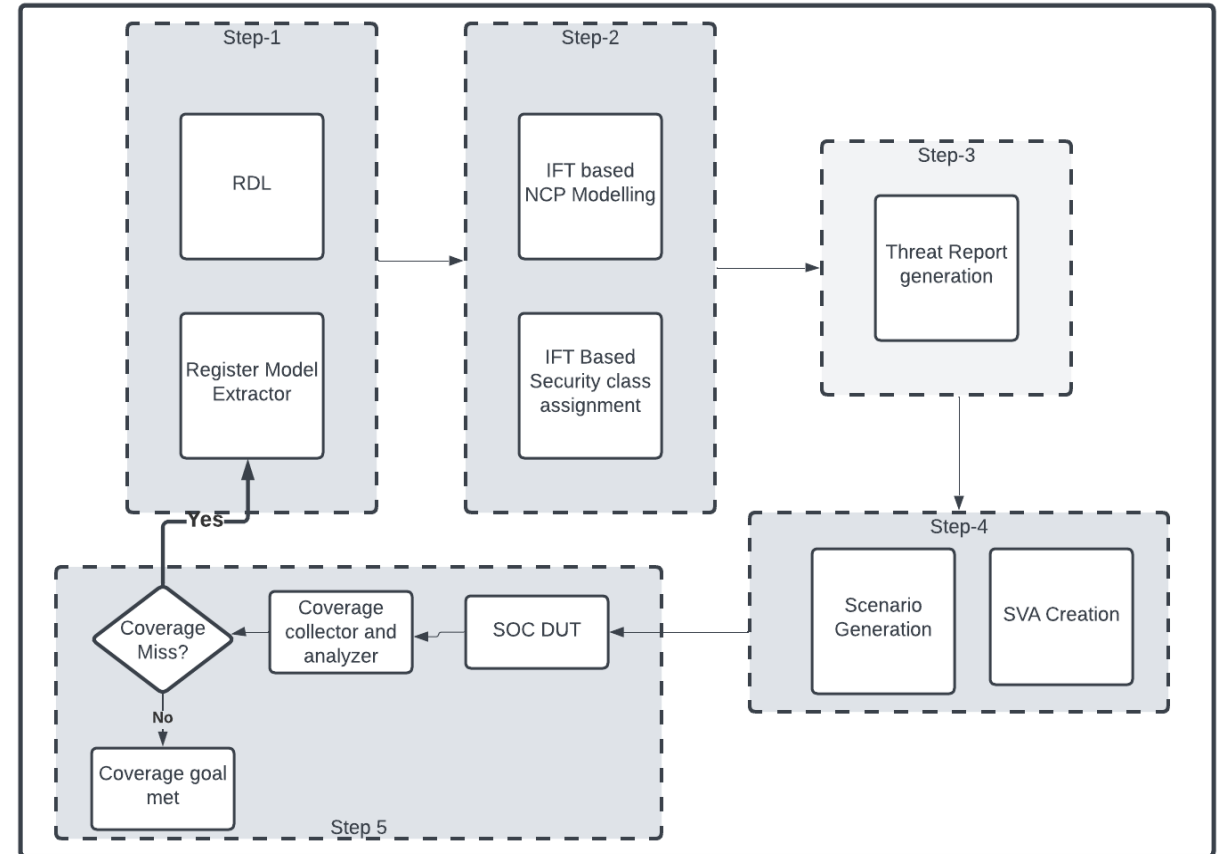 Step-1
RDL
Register Model
Extractor
Step-2
IFT based
NCP Modelling
IFT Based
Security class
assignment
Step-3
Threat Report
generation
Step-4
Scenario
Generation
SVA Creation
SOC DUT
Coverage
collector and
analyzer
Coverage
Miss?
Yes
No
Coverage goal
met
Step 5